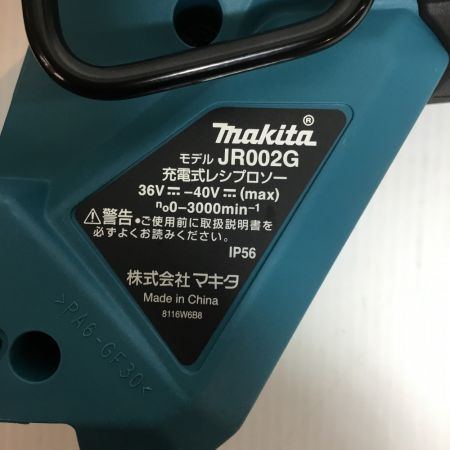 makita®
モデル JR002G
充電式レシプロソー
36V⎓-40V⎓(max)
n₀0-3000min⁻¹
⚠警告・ご使用前に取扱説明書を
必ずよくお読みください。
IP56
株式会社 マキタ
Made in China
8116W6B8
>PA6-GF30<